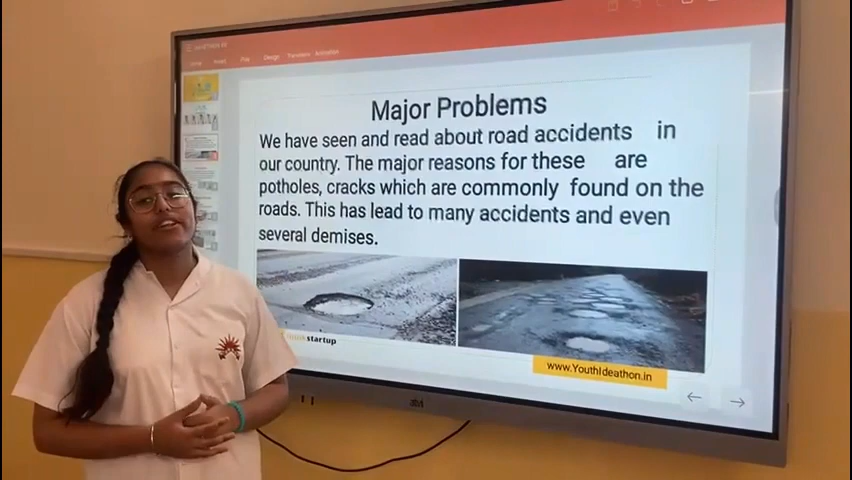 Major Problems
We have seen and read about road accidents in
our country. The major reasons for these are
potholes, cracks which are commonly found on the
roads. This has lead to many accidents and even
several demises.
startup
www.YouthIdeathon.in